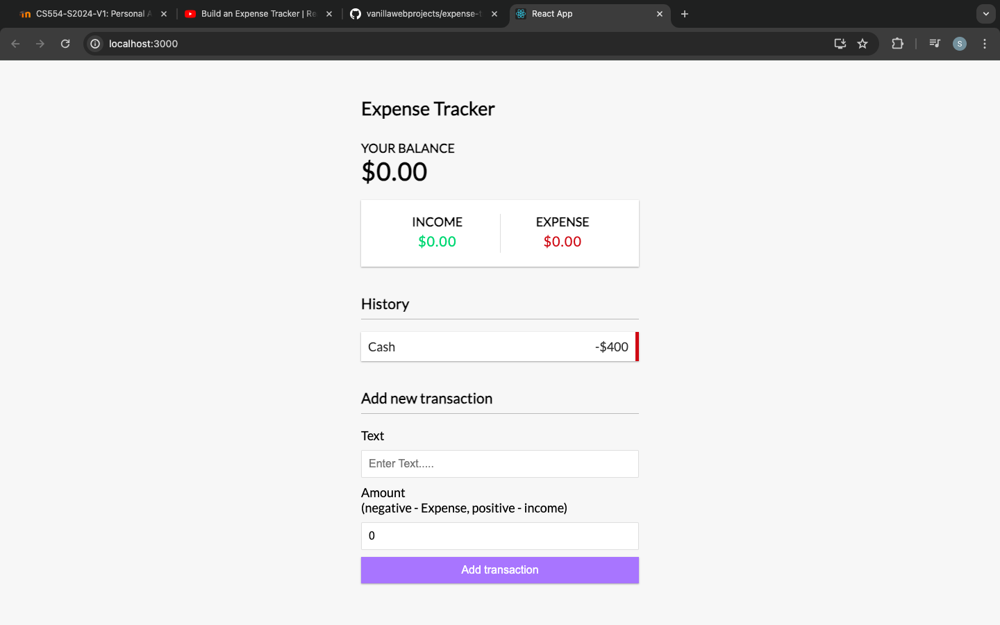 CS554-S2024-V1: Personal
Build an Expense Tracker |
vanillawebprojects/expense-
React App
localhost:3000
S
Expense Tracker
YOUR BALANCE
$0.00
INCOME EXPENSE
$0.00 $0.00
History
Cash -$400
Add new transaction
Text
Enter Text.....
Amount
(negative - Expense, positive - income)
0
Add transaction